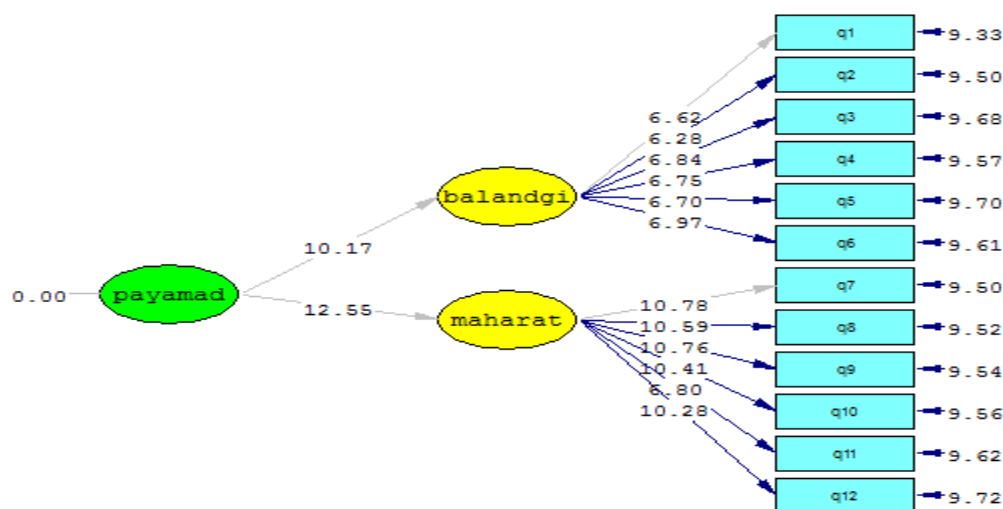 q1
9.33
q2
9.50
q3
9.68
q4
9.57
q5
9.70
q6
9.61
q7
9.50
q8
9.52
q9
9.54
q10
9.56
q11
9.62
q12
9.72
6.62
6.28
6.84
6.75
6.70
6.97
balandgi
10.17
0.00
payamad
12.55
maharat
10.78
10.59
10.76
10.41
6.80
10.28